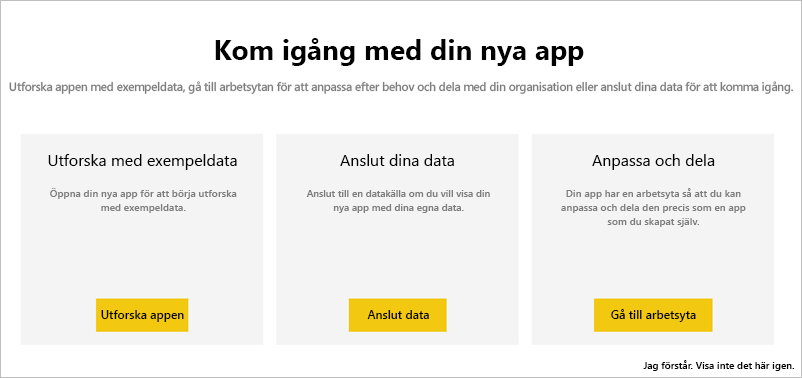 Kom igång med din nya app
Utforska appen med exempeldata, gå till arbetsytan för att anpassa efter behov och dela med din organisation eller anslut dina data för att komma igång.
Utforska med exempeldata
Öppna din nya app för att börja utforska
med exempeldata.
Utforska appen
Anslut dina data
Anslut till en datakälla om du vill visa din
nya app med dina egna data.
Anslut data
Anpassa och dela
Din app har en arbetsyta så att du kan
anpassa och dela den precis som en app
som du skapat själv.
Gå till arbetsyta
Jag förstår. Visa inte det här igen.